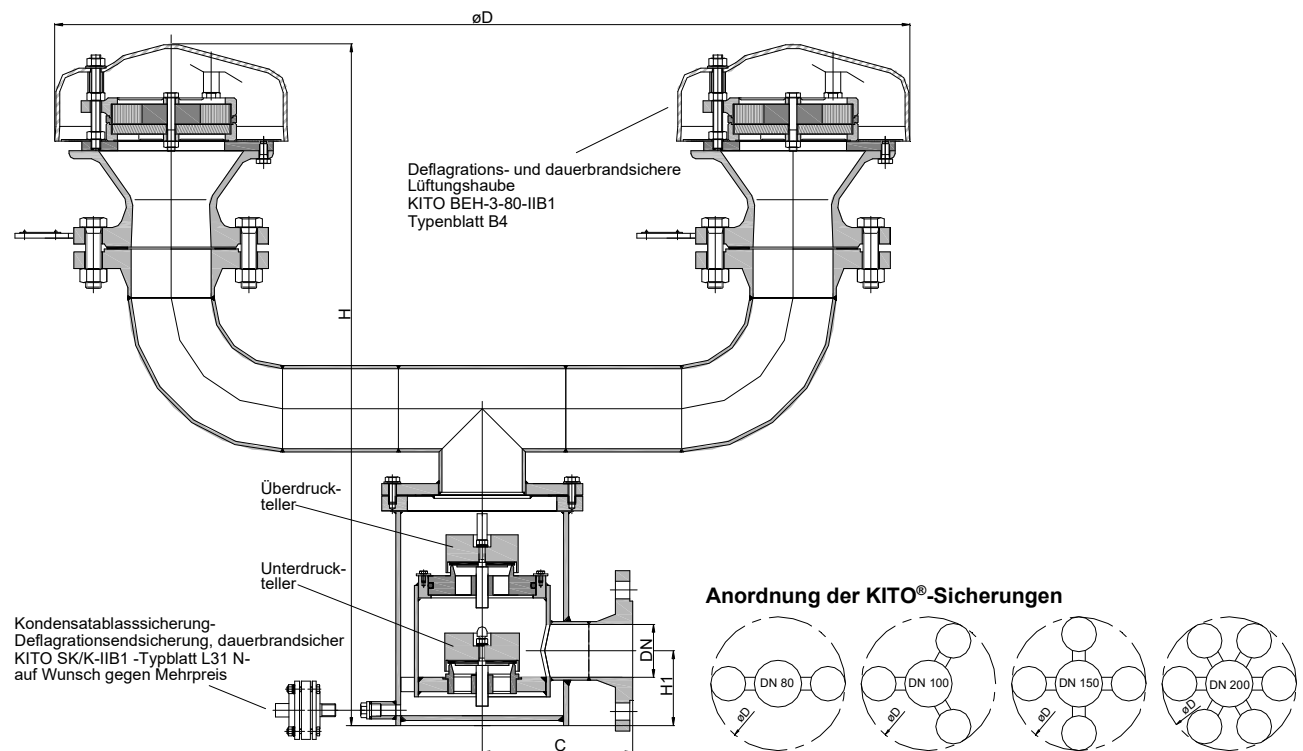 øD
H
Deflagrations- und dauerbrandsichere
Lüftungshaube
KITO BEH-3-80-IIB1
Typenblatt B4
Überdruck-
teller
Unterdruck-
teller
Kondensatablasssicherung-
Deflagrationsendsicherung, dauerbrandsicher
KITO SK/K-IIB1 -Typblatt L31 N-
auf Wunsch gegen Mehrpreis
DN
H1
C
Anordnung der KITO®-Sicherungen
DN 80
øD
DN 100
øD
DN 150
øD
DN 200
øD